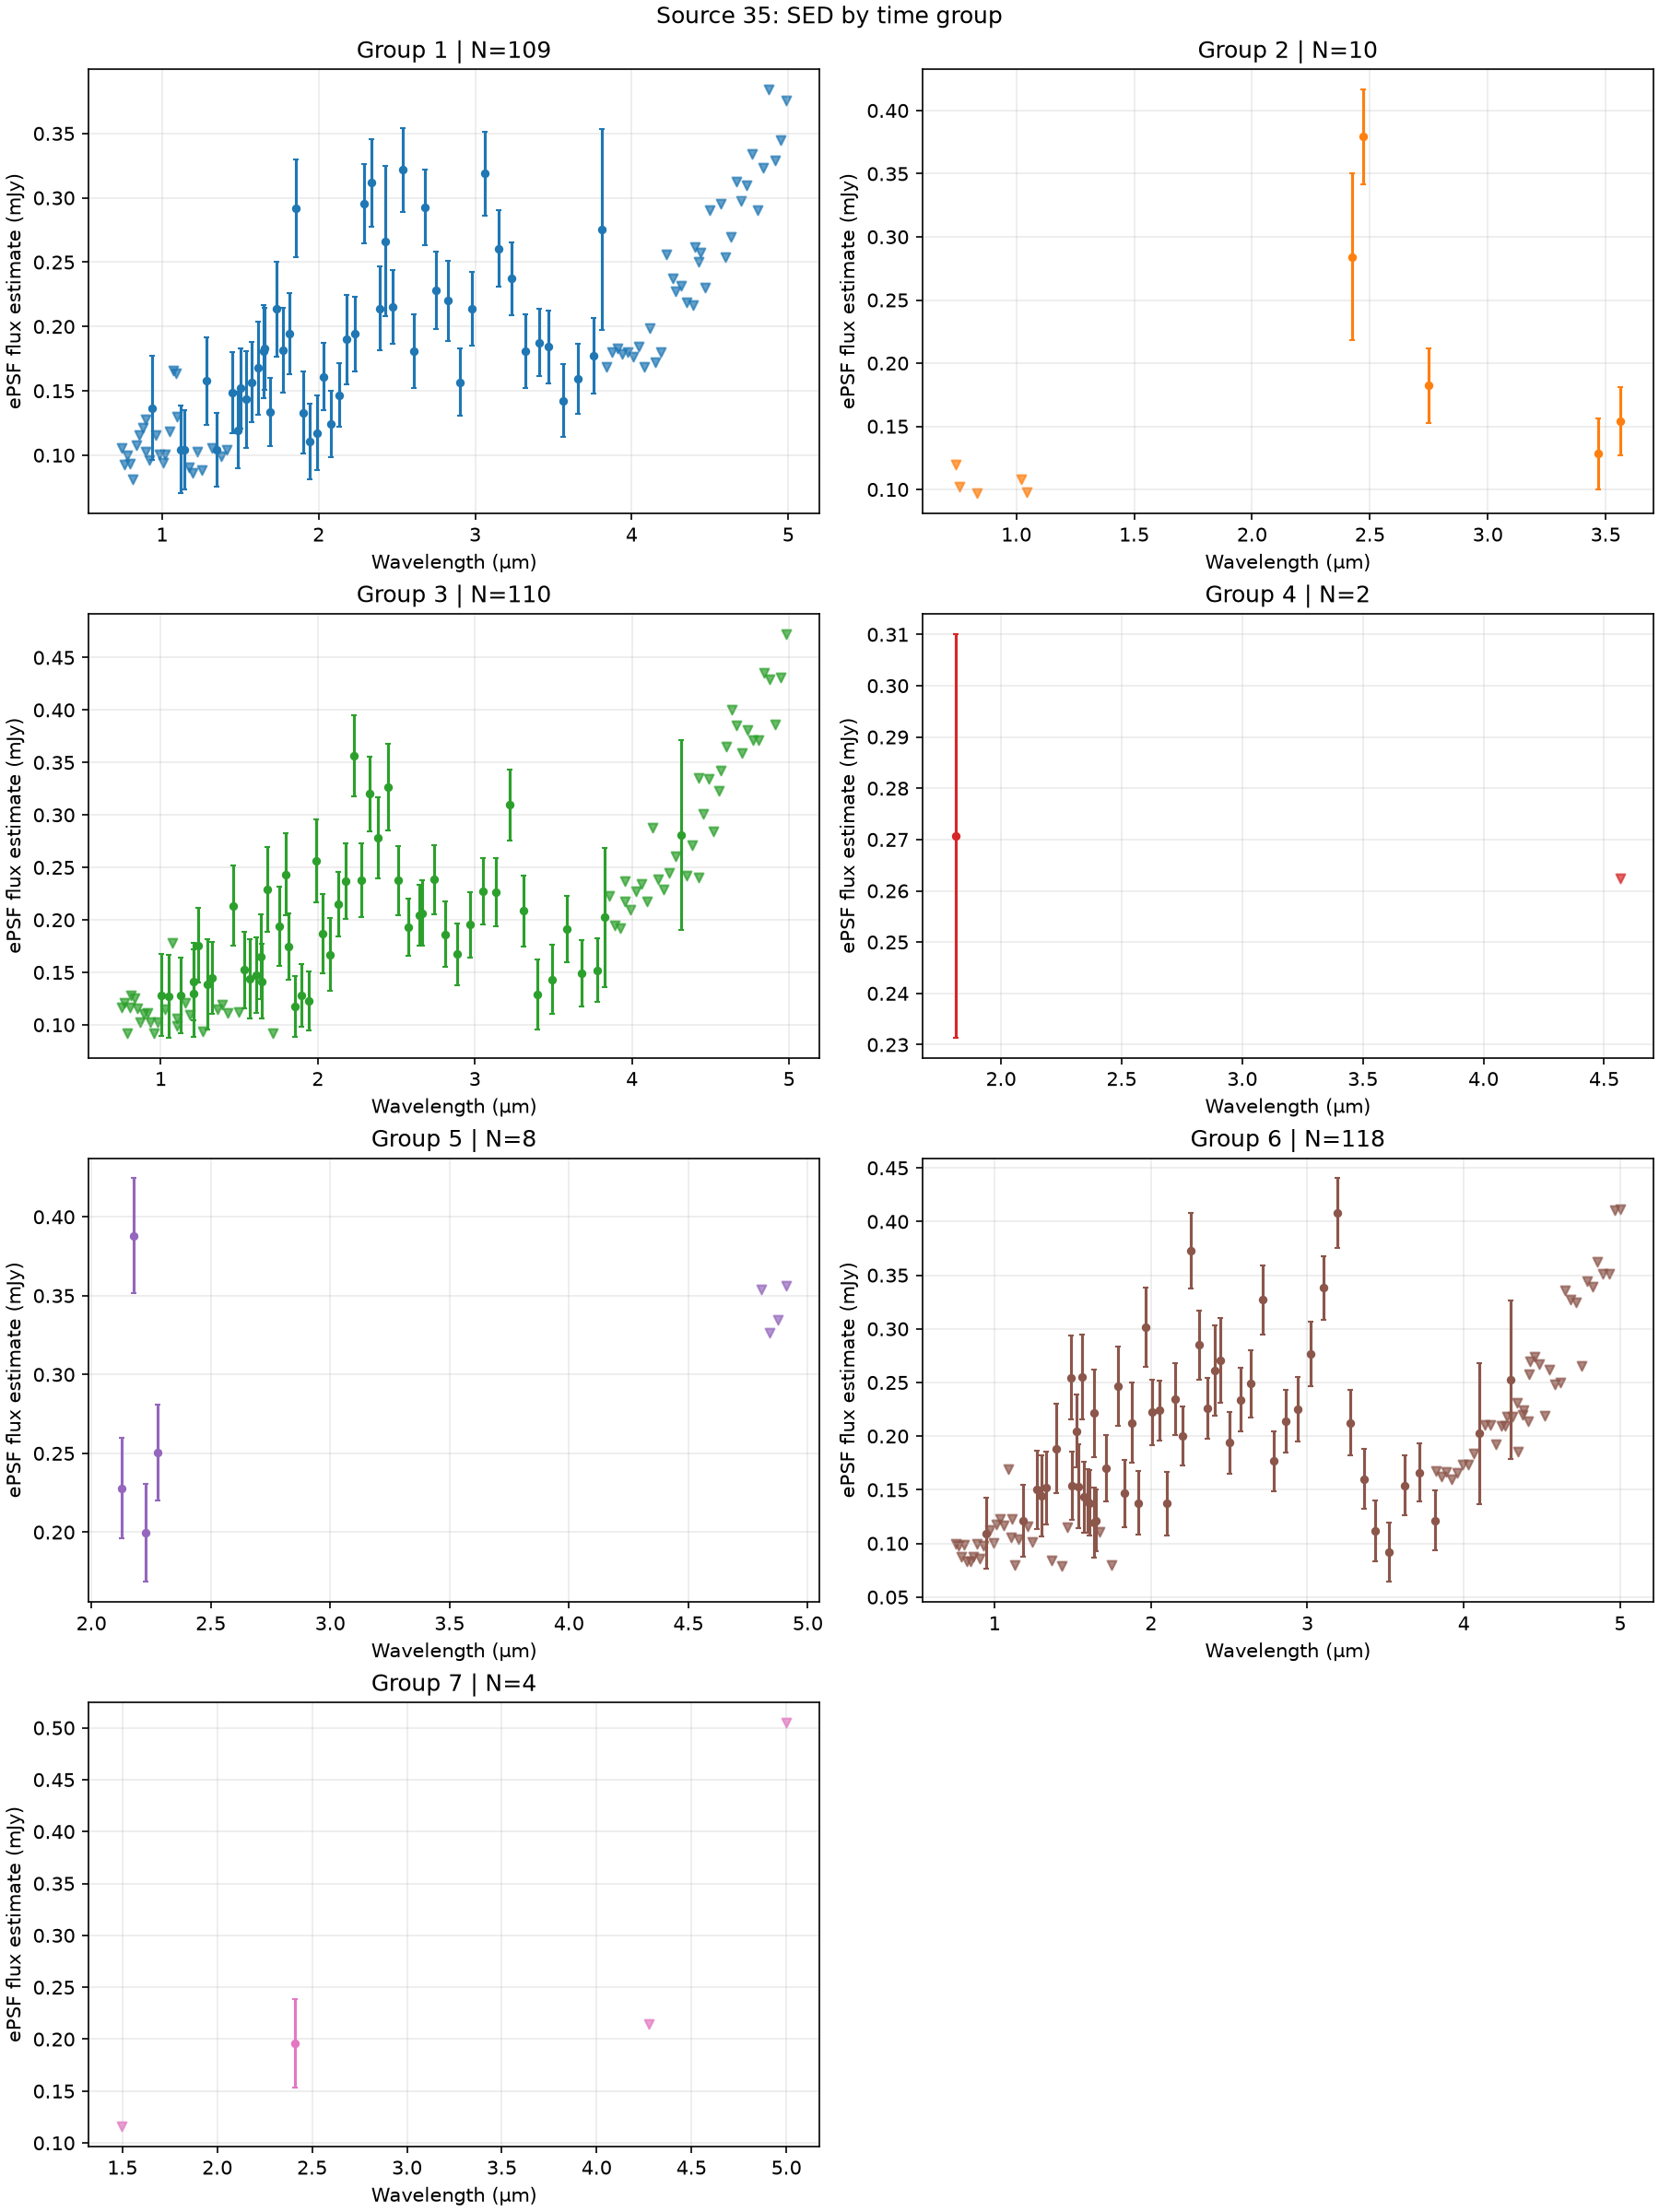 Source 35: SED by time group
Group 1 | N=109
ePSF flux estimate (mJy)
0.35
0.30
0.25
0.20
0.15
0.10
1 2 3 4 5
Wavelength (µm)
Group 2 | N=10
ePSF flux estimate (mJy)
0.40
0.35
0.30
0.25
0.20
0.15
0.10
1.0 1.5 2.0 2.5 3.0 3.5
Wavelength (µm)
Group 3 | N=110
ePSF flux estimate (mJy)
0.45
0.40
0.35
0.30
0.25
0.20
0.15
0.10
1 2 3 4 5
Wavelength (µm)
Group 4 | N=2
ePSF flux estimate (mJy)
0.31
0.30
0.29
0.28
0.27
0.26
0.25
0.24
0.23
2.0 2.5 3.0 3.5 4.0 4.5
Wavelength (µm)
Group 5 | N=8
ePSF flux estimate (mJy)
0.40
0.35
0.30
0.25
0.20
2.0 2.5 3.0 3.5 4.0 4.5 5.0
Wavelength (µm)
Group 6 | N=118
ePSF flux estimate (mJy)
0.45
0.40
0.35
0.30
0.25
0.20
0.15
0.10
0.05
1 2 3 4 5
Wavelength (µm)
Group 7 | N=4
ePSF flux estimate (mJy)
0.50
0.45
0.40
0.35
0.30
0.25
0.20
0.15
0.10
1.5 2.0 2.5 3.0 3.5 4.0 4.5 5.0
Wavelength (µm)